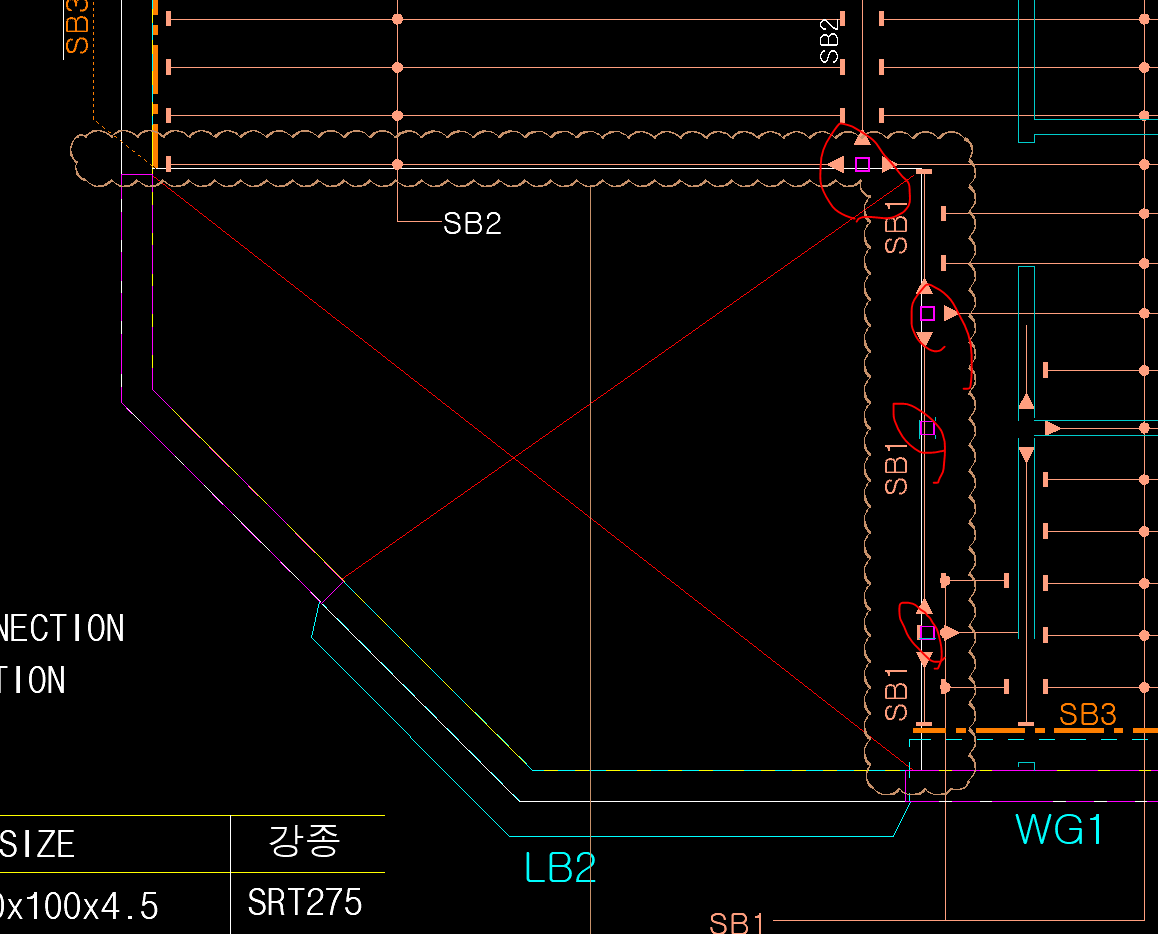 SB3
SB2
SB2
SB1
SB1
NECTION
TION
SB1
SB3
SIZE
강종
WG1
LB2
0x100x4.5
SRT275
SB1